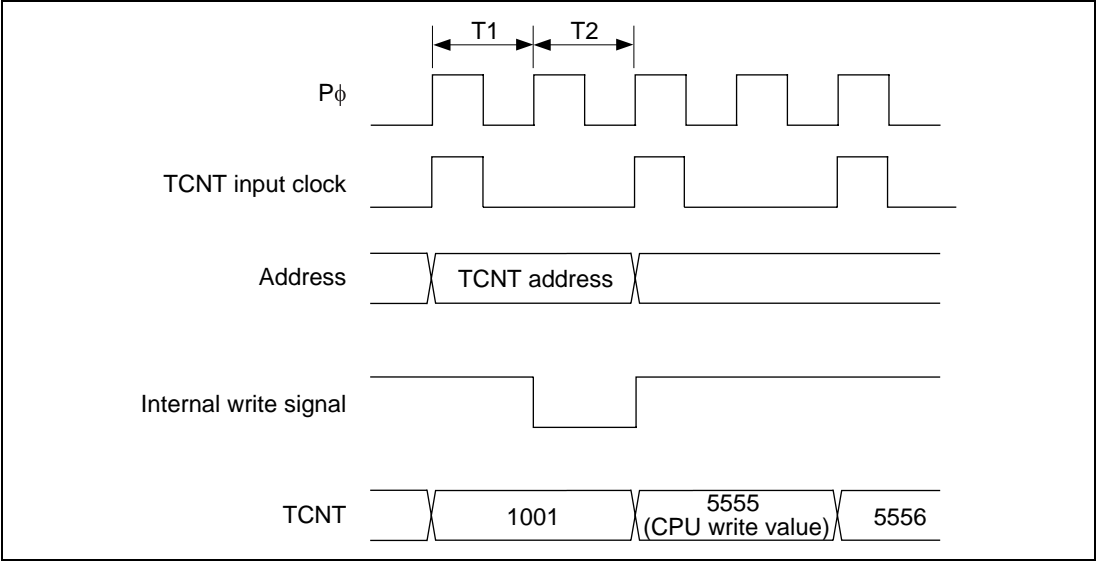 T1 T2
Pφ
TCNT input clock
Address
TCNT address
Internal write signal
TCNT
1001
5555
(CPU write value)
5556